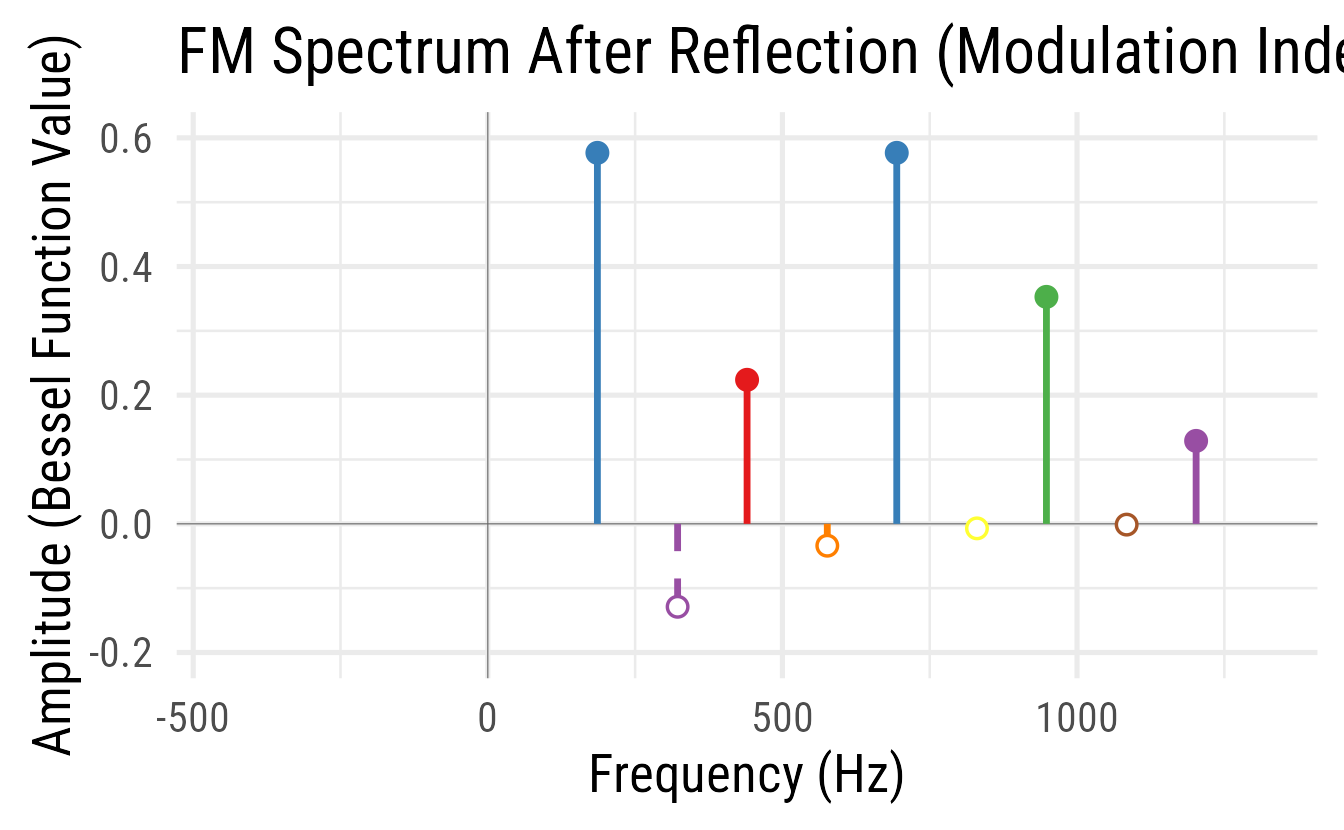 FM Spectrum After Reflection (Modulation Inde
Amplitude (Bessel Function Value)
0.6
0.4
0.2
0.0
-0.2
-500 0 500 1000
Frequency (Hz)